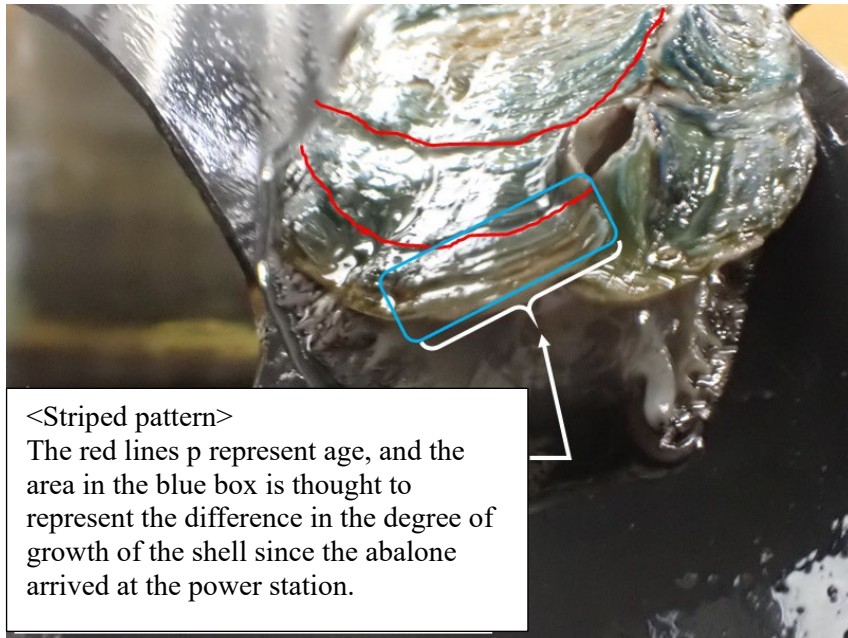 <Striped pattern>
The red lines p represent age, and the
area in the blue box is thought to
represent the difference in the degree of
growth of the shell since the abalone
arrived at the power station.